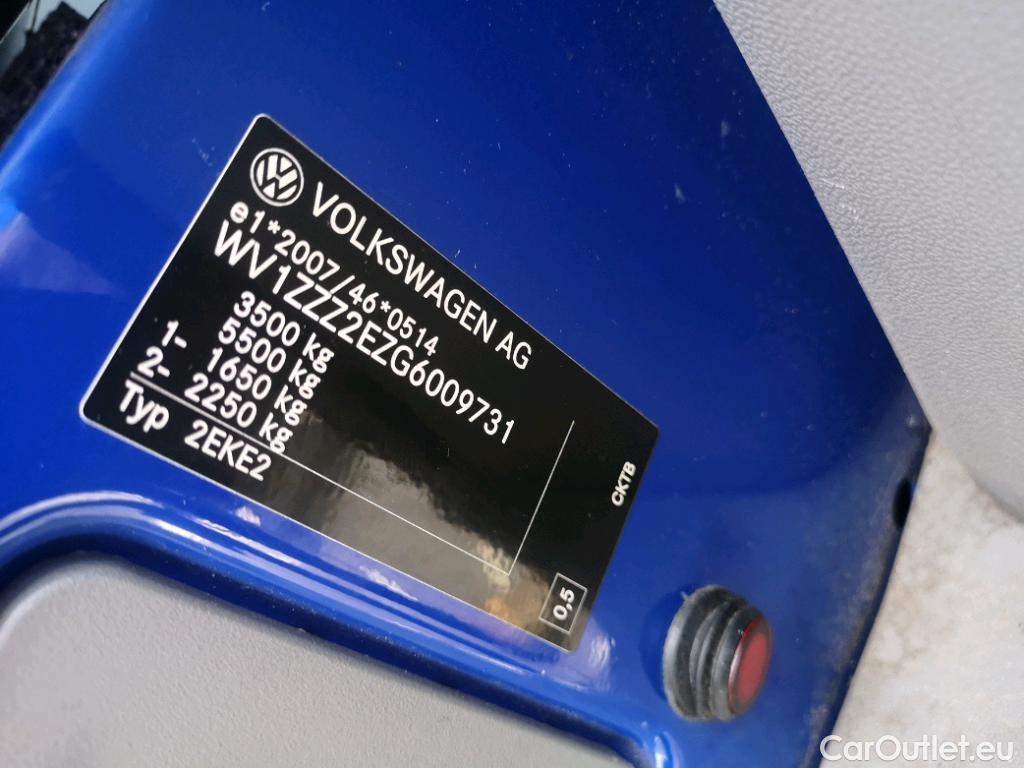 VOLKSWAGEN AG
e1*2007/46*0514
WV1ZZZ2EZG6009731
3500 kg
5500 kg
1- 1650 kg
2- 2250 kg
Typ 2EKE2
CKTB
0,5
CarOutlet.eu